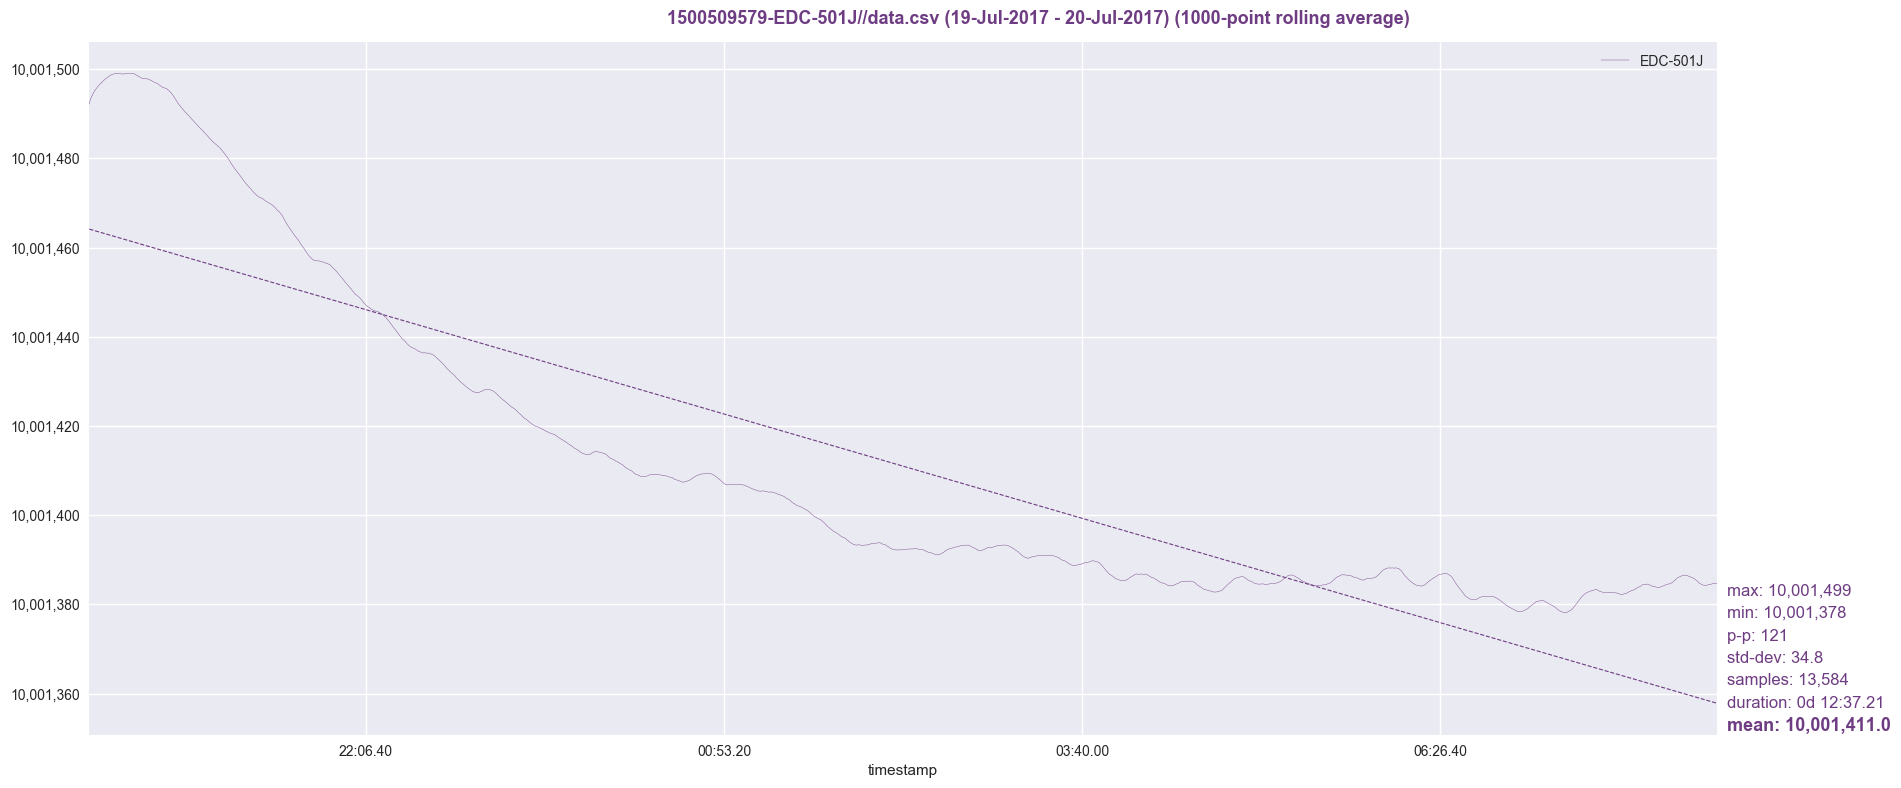 1500509579-EDC-501J//data.csv (19-Jul-2017 - 20-Jul-2017) (1000-point rolling average)
EDC-501J
10,001,500
10,001,480
10,001,460
10,001,440
10,001,420
10,001,400
10,001,380
10,001,360
22:06.40
00:53.20
03:40.00
06:26.40
timestamp
max: 10,001,499
min: 10,001,378
p-p: 121
std-dev: 34.8
samples: 13,584
duration: 0d 12:37.21
mean: 10,001,411.0